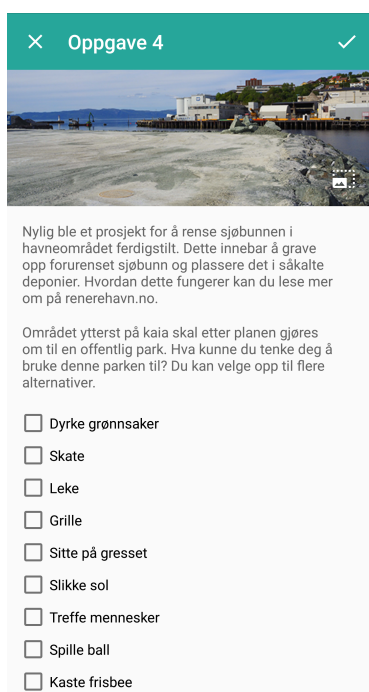 Oppgave 4
Nylig ble et prosjekt for å rense sjøbunnen i
havneområdet ferdigstilt. Dette innebar å grave
opp forurenset sjøbunn og plassere det i såkalte
deponier. Hvordan dette fungerer kan du lese mer
om på renerehavn.no.
Området ytterst på kaia skal etter planen gjøres
om til en offentlig park. Hva kunne du tenke deg å
bruke denne parken til? Du kan velge opp til flere
alternativer.
Dyrke grønnsaker
Skate
Leke
Grille
Sitte på gresset
Slikke sol
Treffe mennesker
Spille ball
Kaste frisbee